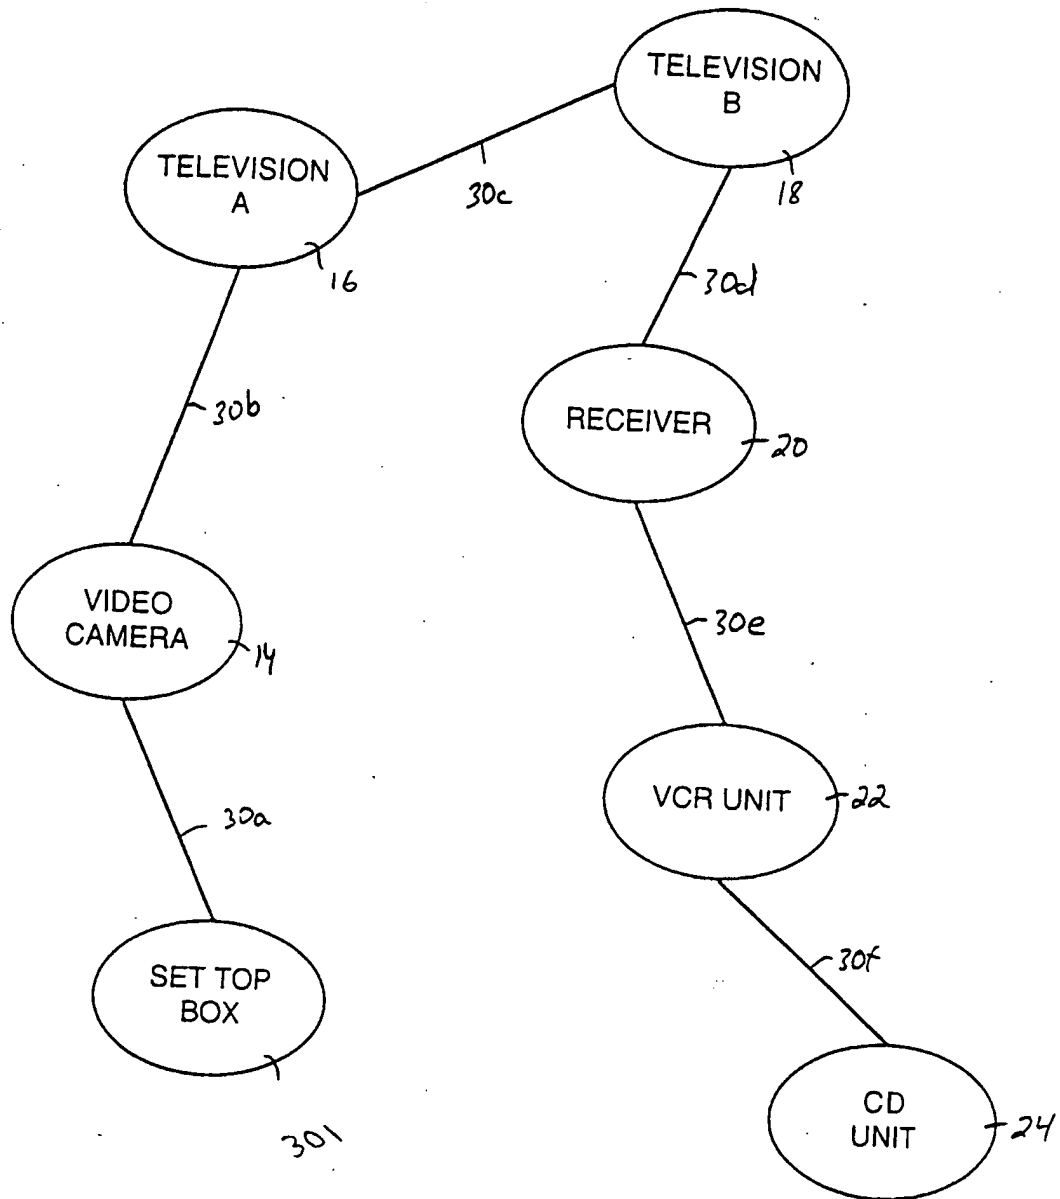 TELEVISION
B
18
TELEVISION
A
16
30c
30d
30b
RECEIVER
20
VIDEO
CAMERA
14
30e
VCR UNIT
22
30a
SET TOP
BOX
301
30f
CD
UNIT
24